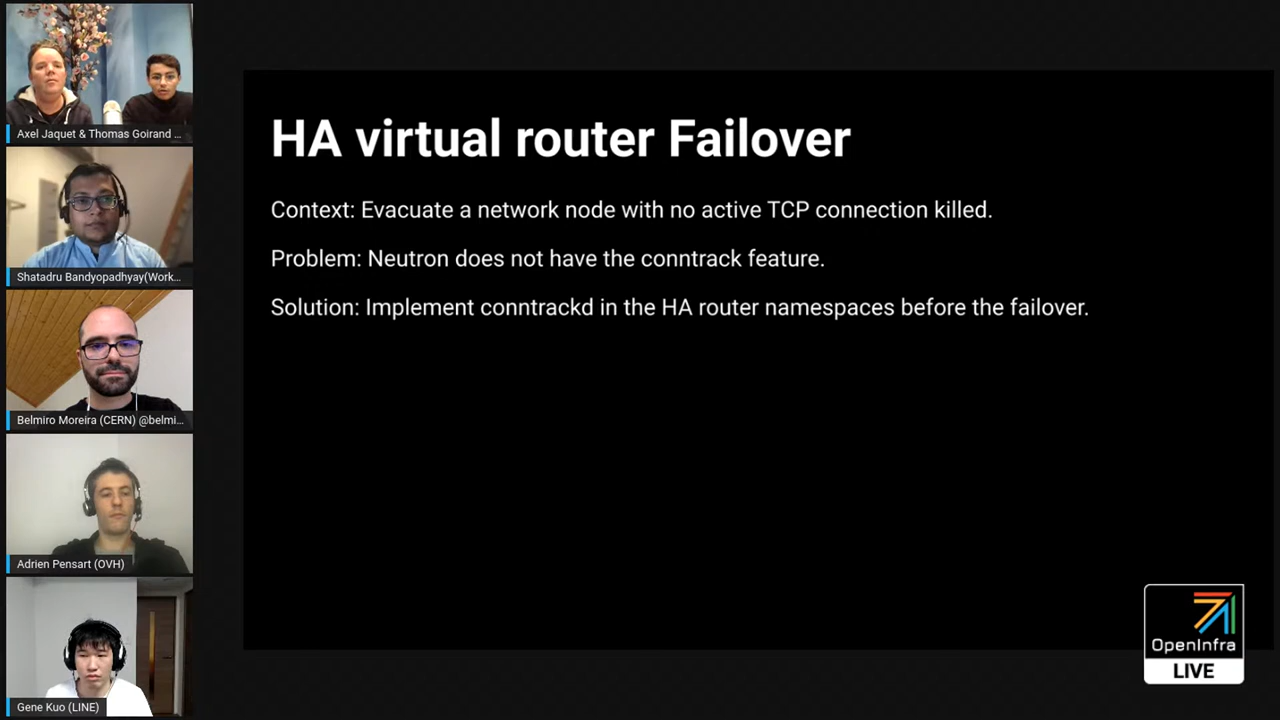 Axel Jaquet & Thomas Goirand ...
Shatadru Bandyopadhyay(Work...
Belmiro Moreira (CERN) @belmi...
Adrien Pensart (OVH)
Gene Kuo (LINE)
HA virtual router Failover
Context: Evacuate a network node with no active TCP connection killed.
Problem: Neutron does not have the conntrack feature.
Solution: Implement conntrackd in the HA router namespaces before the failover.
OpenInfra
LIVE